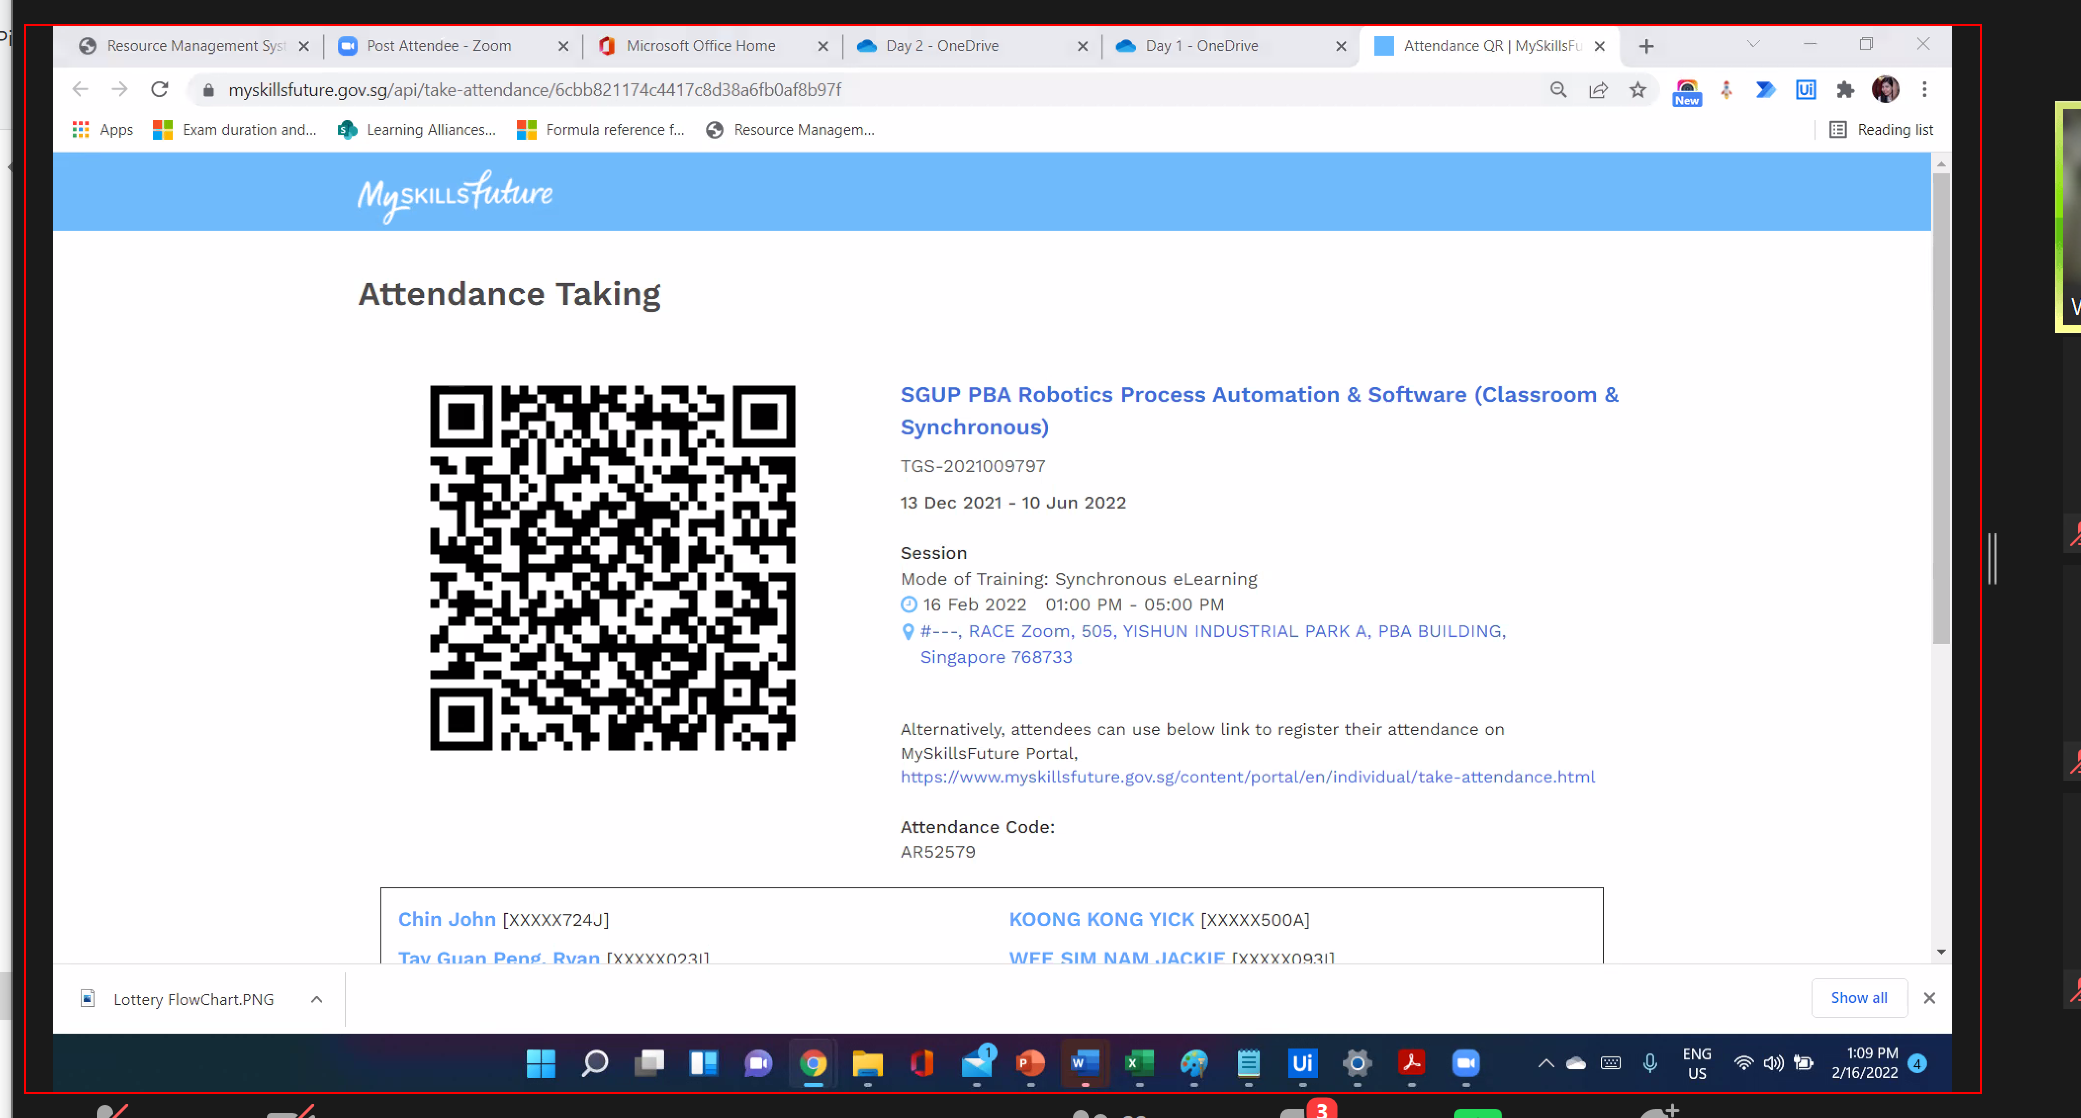 Resource Management Syst
Post Attendee - Zoom
Microsoft Office Home
Day 2 - OneDrive
Day 1 - OneDrive
Attendance QR | MySkillsFu
myskillsfuture.gov.sg/api/take-attendance/6cbb821174c4417c8d38a6fb0af8b97f
New
Ui
Apps
Exam duration and...
Learning Alliances...
Formula reference f...
Resource Managem...
Reading list
MySKILLSfuture
Attendance Taking
SGUP PBA Robotics Process Automation & Software (Classroom &
Synchronous)
TGS-2021009797
13 Dec 2021 - 10 Jun 2022
Session
Mode of Training: Synchronous eLearning
16 Feb 2022 01:00 PM - 05:00 PM
#---, RACE Zoom, 505, YISHUN INDUSTRIAL PARK A, PBA BUILDING,
Singapore 768733
Alternatively, attendees can use below link to register their attendance on
MySkillsFuture Portal,
https://www.myskillsfuture.gov.sg/content/portal/en/individual/take-attendance.html
Attendance Code:
AR52579
Chin John [XXXXX724J]
KOONG KONG YICK [XXXXX500A]
Tay Guan Peng, Ryan
WEE SIM NAM JACKIE
Lottery FlowChart.PNG
Show all
1
Ui
ENG
US
1:09 PM
2/16/2022
4
3